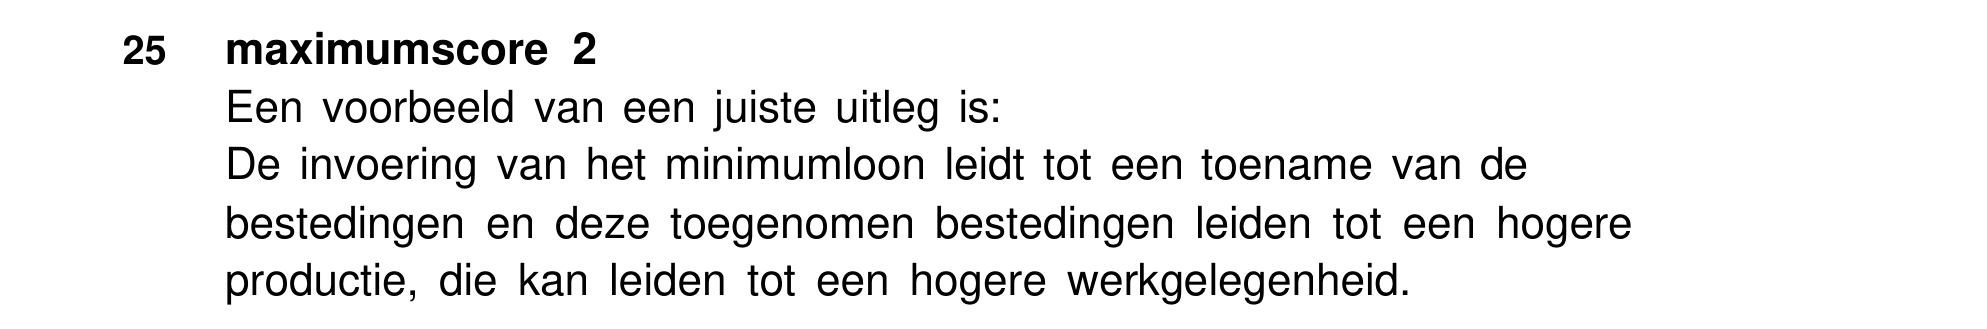 25 maximumscore 2
Een voorbeeld van een juiste uitleg is:
De invoering van het minimumloon leidt tot een toename van de
bestedingen en deze toegenomen bestedingen leiden tot een hogere
productie, die kan leiden tot een hogere werkgelegenheid.